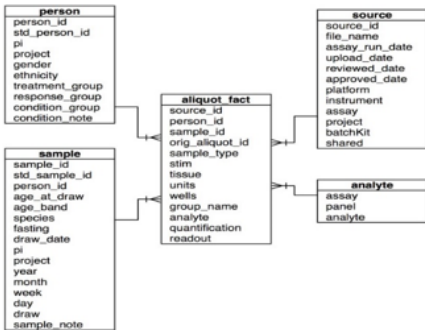 person
person_id
std_person_id
pi
project
gender
ethnicity
treatment_group
response_group
condition_group
condition_note
sample
sample_id
std_sample_id
person_id
age_at_draw
age_band
species
fasting
draw_date
pi
project
year
month
week
day
draw
sample_note
aliquot_fact
source_id
person_id
sample_id
orig_aliquot_id
sample_type
stim
tissue
units
wells
group_name
analyte
quantification
readout
source
source_id
file_name
assay_run_date
upload_date
reviewed_date
approved_date
platform
instrument
assay
project
batchKit
shared
analyte
assay
panel
analyte